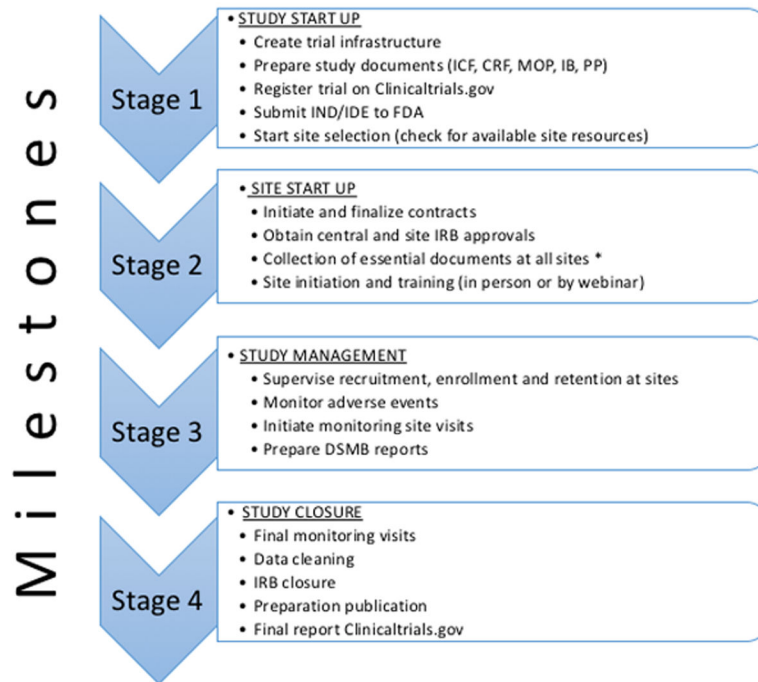 Milestones
Stage 1
• STUDY START UP
• Create trial infrastructure
• Prepare study documents (ICF, CRF, MOP, IB, PP)
• Register trial on Clinicaltrials.gov
• Submit IND/IDE to FDA
• Start site selection (check for available site resources)
Stage 2
• SITE START UP
• Initiate and finalize contracts
• Obtain central and site IRB approvals
• Collection of essential documents at all sites *
• Site initiation and training (in person or by webinar)
Stage 3
• STUDY MANAGEMENT
• Supervise recruitment, enrollment and retention at sites
• Monitor adverse events
• Initiate monitoring site visits
• Prepare DSMB reports
Stage 4
• STUDY CLOSURE
• Final monitoring visits
• Data cleaning
• IRB closure
• Preparation publication
• Final report Clinicaltrials.gov